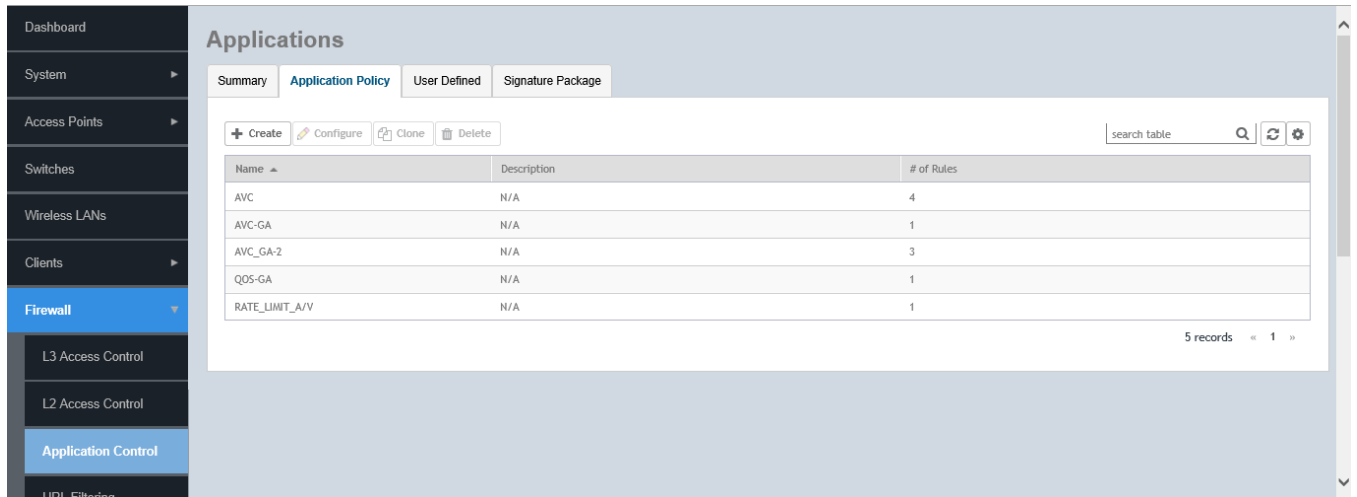 Dashboard
System
Access Points
Switches
Wireless LANs
Clients
Firewall
L3 Access Control
L2 Access Control
Application Control
URL Filtering
Applications
Summary Application Policy User Defined Signature Package
Create Configure Clone Delete search table
Name Description # of Rules
AVC N/A 4
AVC-GA N/A 1
AVC_GA-2 N/A 3
QOS-GA N/A 1
RATE_LIMIT_A/V N/A 1
5 records « 1 »